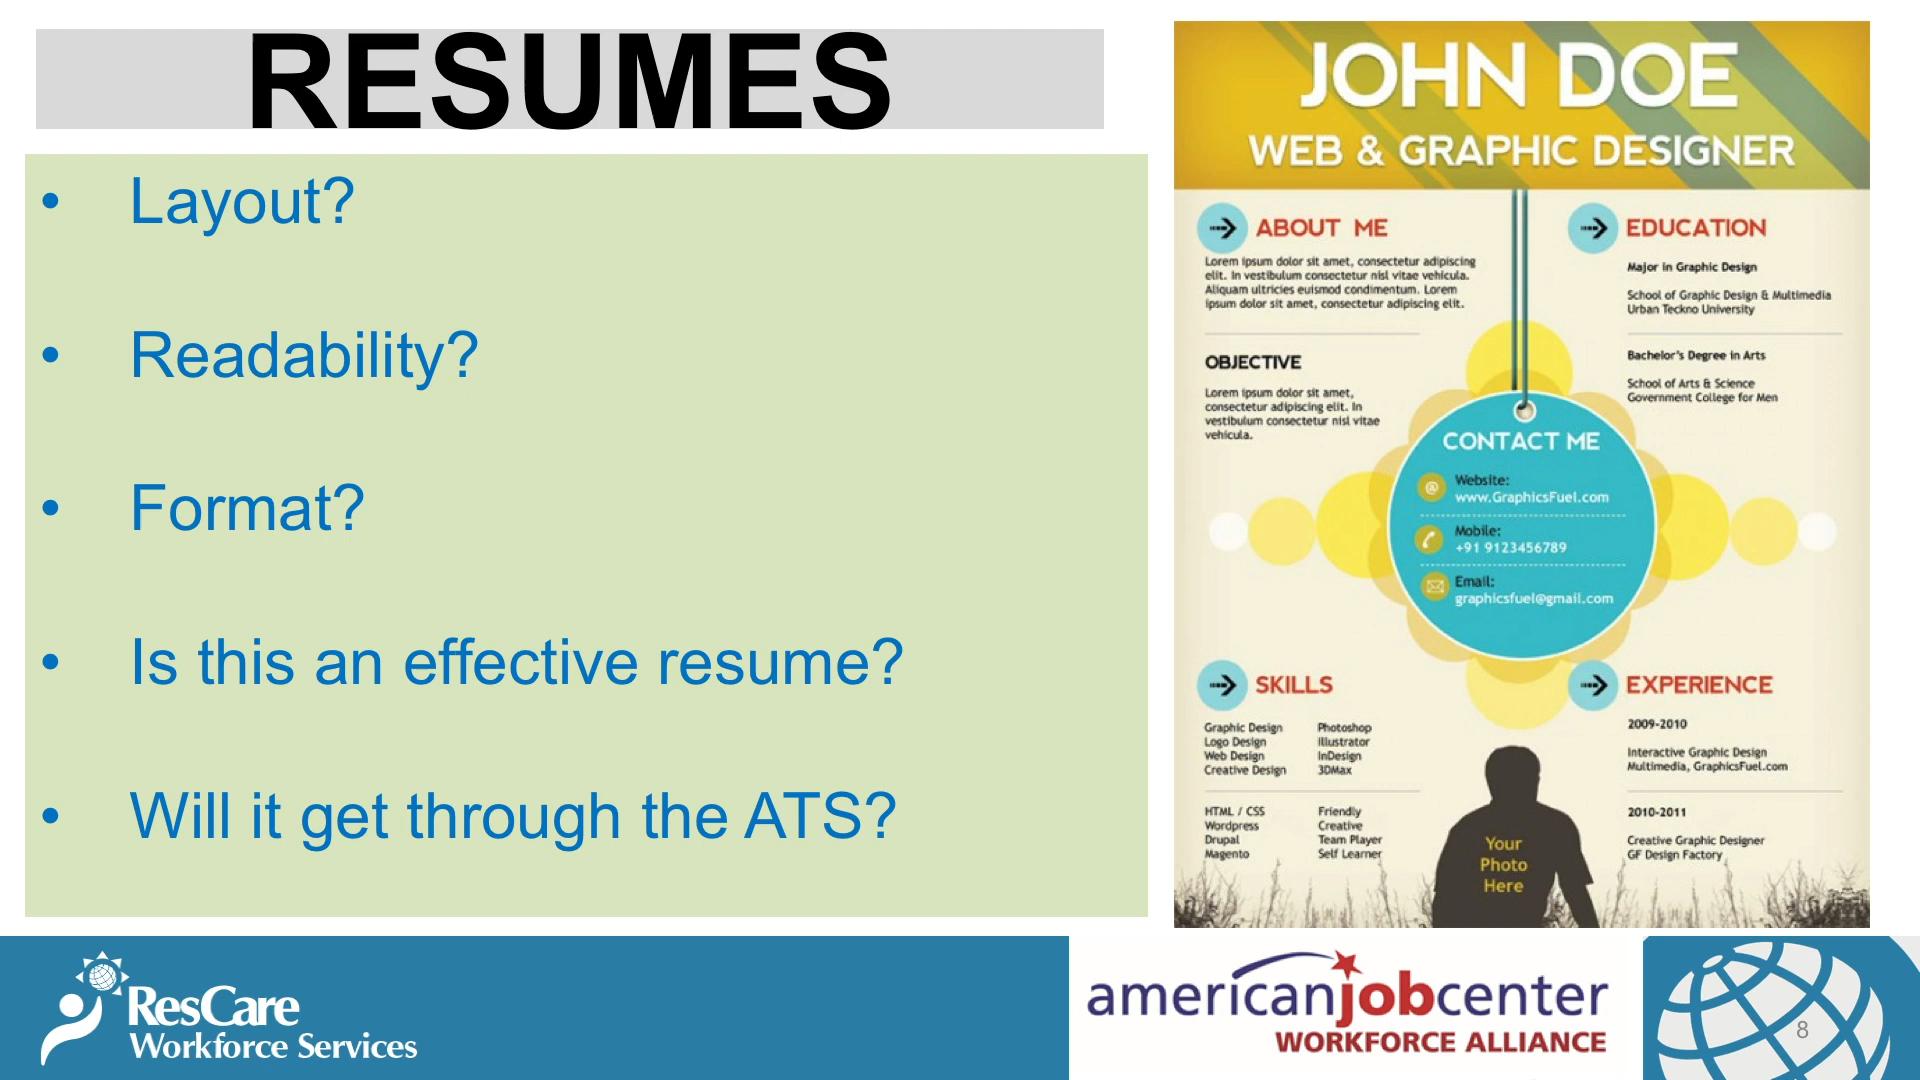 RESUMES
• Layout?
• Readability?
• Format?
• Is this an effective resume?
• Will it get through the ATS?
JOHN DOE
WEB & GRAPHIC DESIGNER
ABOUT ME
Lorem ipsum dolor sit amet, consectetur adipiscing
elit. In vestibulum consectetur nisl vitae vehicula.
Aliquam ultricies euismod condimentum. Lorem
ipsum dolor sit amet, consectetur adipiscing elit.
OBJECTIVE
Lorem ipsum dolor sit amet,
consectetur adipiscing elit. In
vestibulum consectetur nisl vitae
vehicula.
EDUCATION
Major in Graphic Design
School of Graphic Design & Multimedia
Urban Teckno University
Bachelor's Degree in Arts
School of Arts & Science
Government College for Men
CONTACT ME
Website:
www.GraphicsFuel.com
Mobile:
+91 9123456789
Email:
graphicsfuel@gmail.com
SKILLS
Graphic Design
Logo Design
Web Design
Creative Design
Photoshop
Illustrator
InDesign
3DMax
HTML / CSS
Wordpress
Drupal
Magento
Friendly
Creative
Team Player
Self Learner
Your
Photo
Here
EXPERIENCE
2009-2010
Interactive Graphic Design
Multimedia, GraphicsFuel.com
2010-2011
Creative Graphic Designer
GF Design Factory
ResCare
Workforce Services
americanjobcenter
WORKFORCE ALLIANCE
8